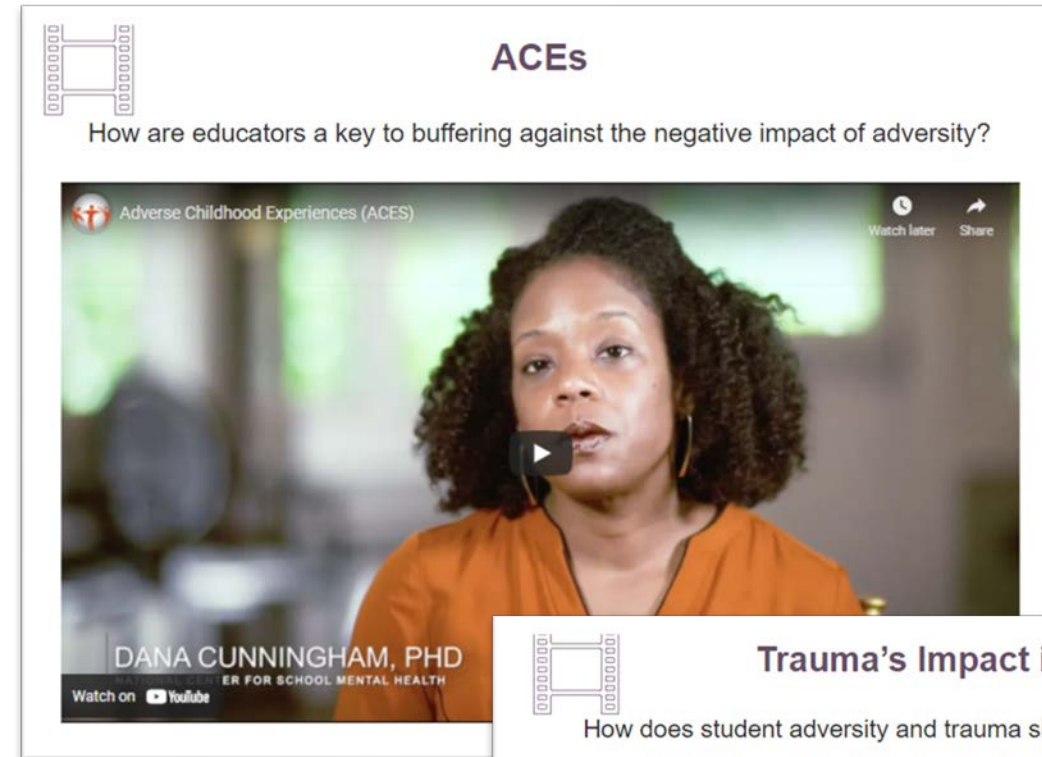 ACEs
How are educators a key to buffering against the negative impact of adversity?
Adverse Childhood Experiences (ACES)
Watch later
Share
DANA CUNNINGHAM, PHD
NATIONAL CENTER FOR SCHOOL MENTAL HEALTH
Watch on YouTube
Trauma's Impact i
How does student adversity and trauma s